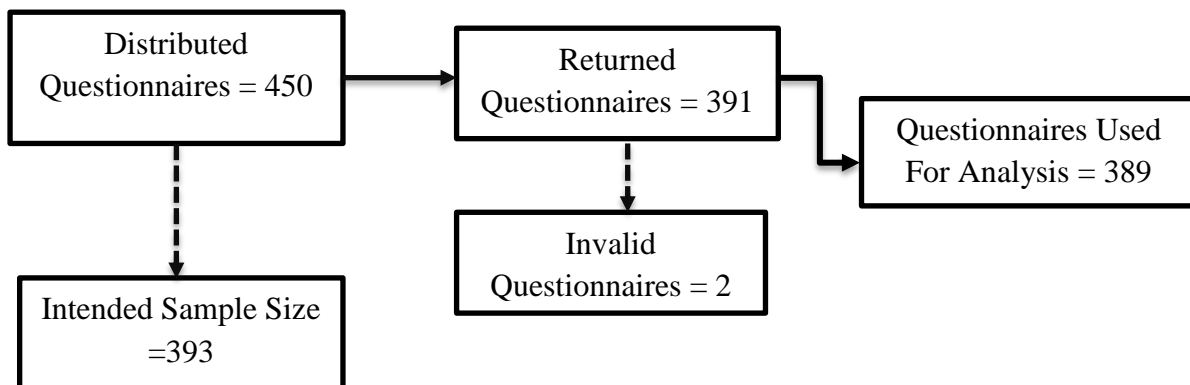 Distributed
Questionnaires = 450
Returned
Questionnaires = 391
Questionnaires Used
For Analysis = 389
Invalid
Questionnaires = 2
Intended Sample Size
=393